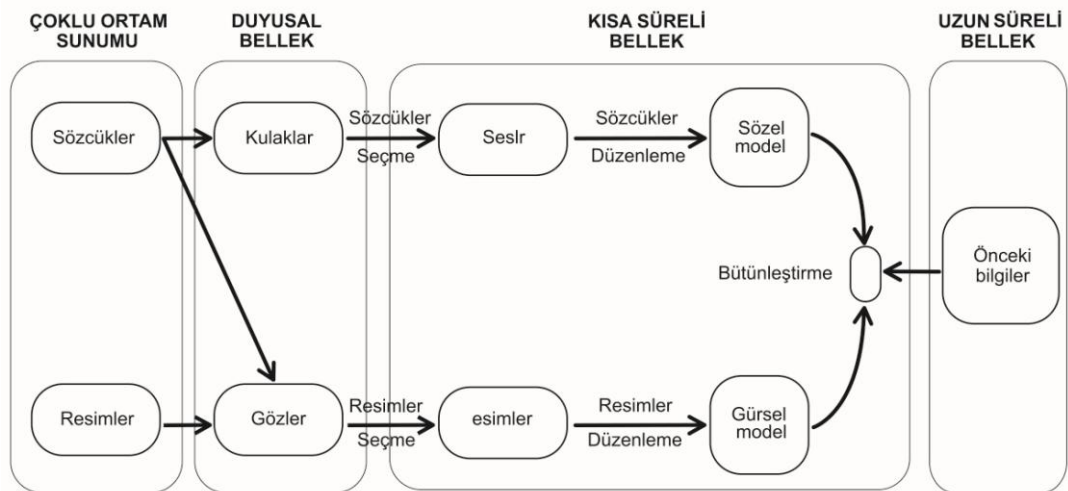 ÇOKLU ORTAM
SUNUMU
DUYUSAL
BELLEK
KISA SÜRELİ
BELLEK
UZUN SÜRELİ
BELLEK
Sözcükler
Kulaklar
Sözcükler
Seçme
Seslr
Sözcükler
Düzenleme
Sözel
model
Bütünleştirme
Önceki
bilgiler
Resimler
Gözler
Resimler
Seçme
esimler
Resimler
Düzenleme
Gürsel
model